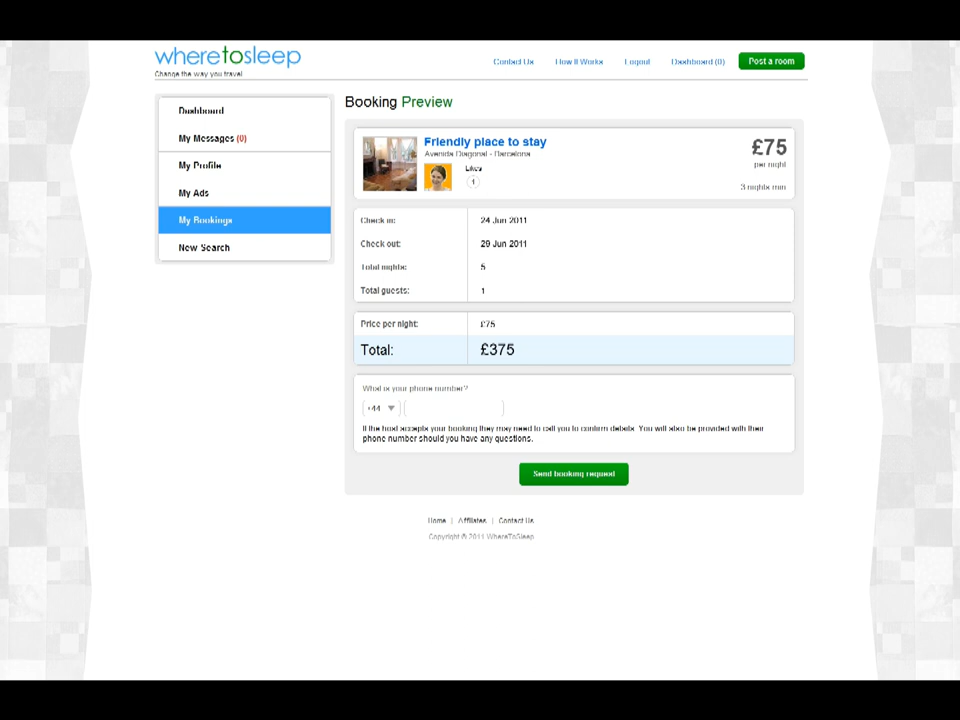 wheretosleep
Change the way you travel
Contact Us How It Works Logout Dashboard (0) Post a room
Dashboard
My Messages (0)
My Profile
My Ads
My Bookings
New Search
Booking Preview
Friendly place to stay
Avenida Diagonal - Barcelona
Likes
1
£75
per night
3 nights min
Check in: 24 Jun 2011
Check out: 29 Jun 2011
Total nights: 5
Total guests: 1
Price per night: £75
Total: £375
What is your phone number?
+44
If the host accepts your booking they may need to call you to confirm details. You will also be provided with their
phone number should you have any questions.
Send booking request
Home | Affiliates | Contact Us
Copyright © 2011 WhereToSleep